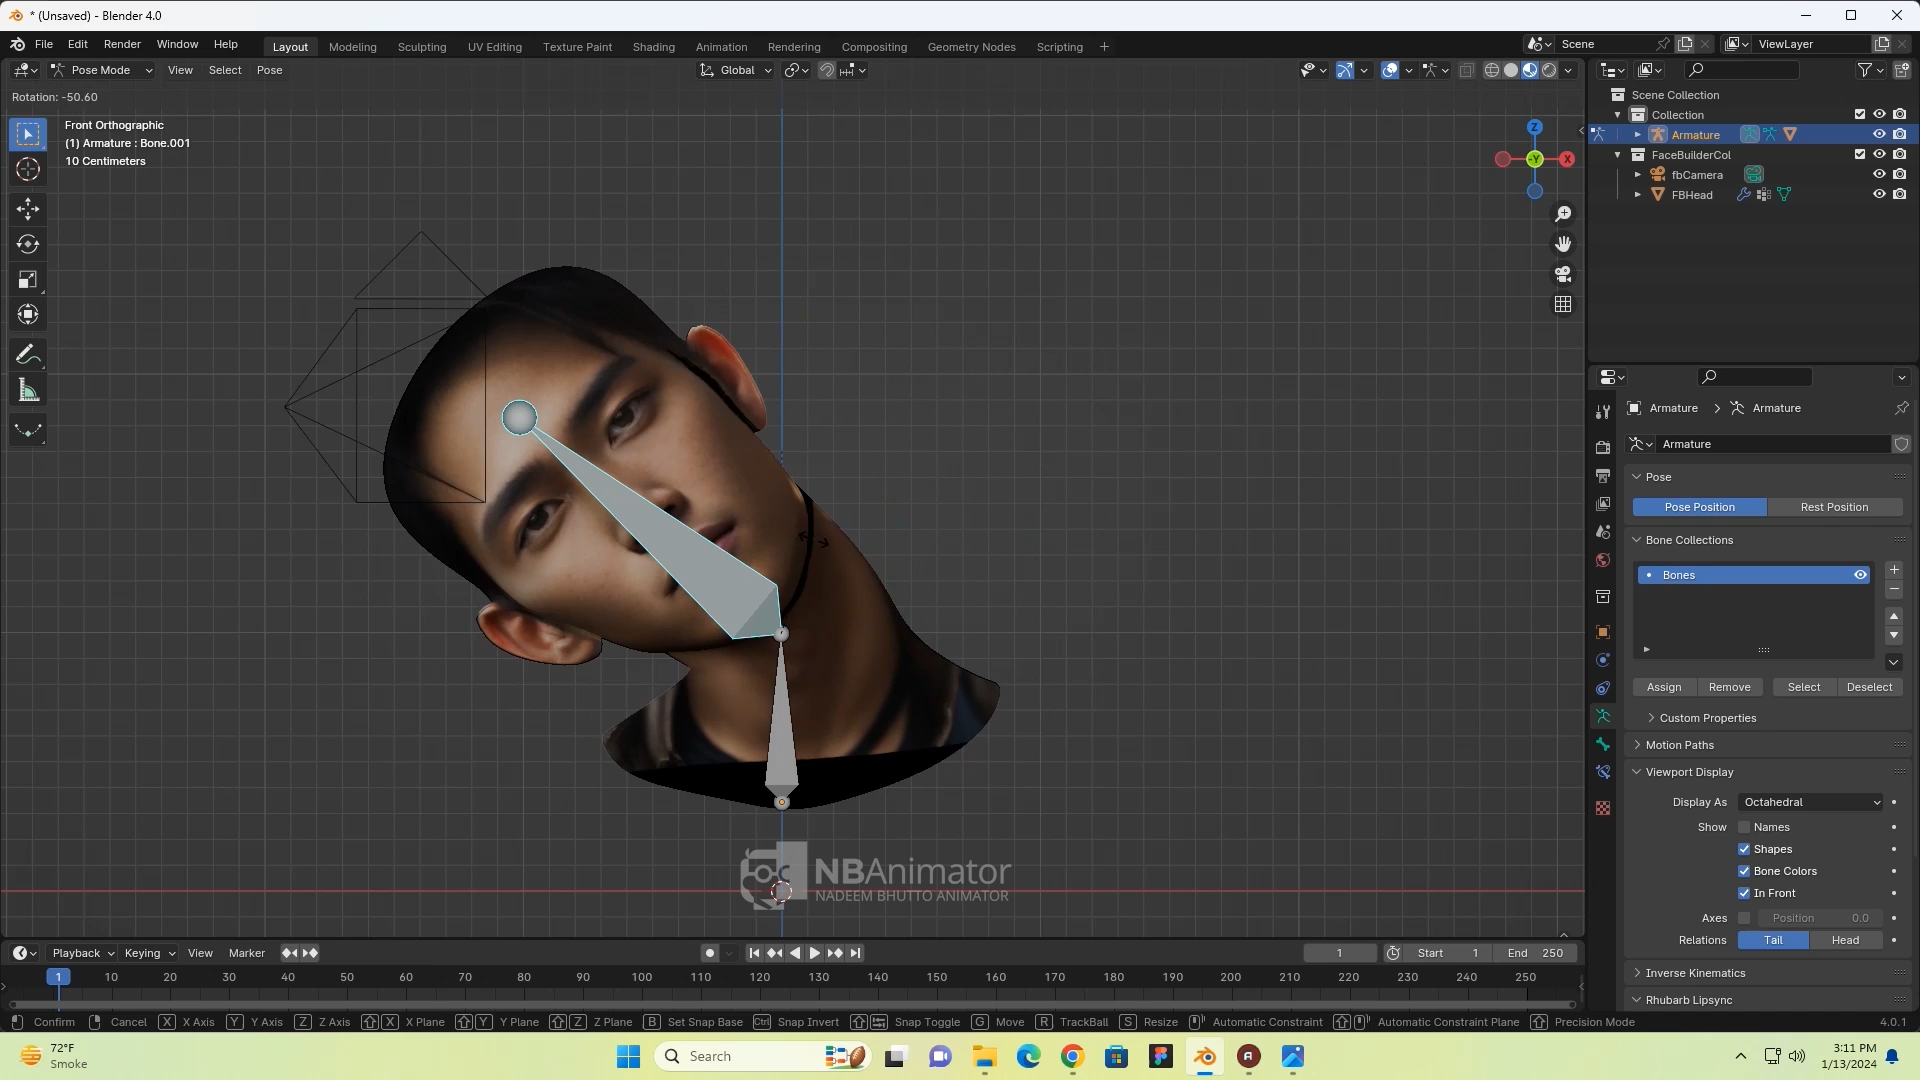 * (Unsaved) - Blender 4.0
File Edit Render Window Help
Layout Modeling Sculpting UV Editing Texture Paint Shading Animation Rendering Compositing Geometry Nodes Scripting +
Scene ViewLayer
Pose Mode View Select Pose Global
Rotation: -50.60
Front Orthographic
(1) Armature : Bone.001
10 Centimeters
Z
-Y
X
Scene Collection
Collection
Armature
FaceBuilderCol
fbCamera
FBHead
Armature > Armature
Armature
Pose
Pose Position Rest Position
Bone Collections
Bones
Assign Remove Select Deselect
Custom Properties
Motion Paths
Viewport Display
Display As Octahedral
Show Names
Shapes
Bone Colors
In Front
Axes Position 0.0
Relations Tail Head
Inverse Kinematics
Rhubarb Lipsync
NBAnimator
NADEEM BHUTTO ANIMATOR
Playback Keying View Marker 1 Start 1 End 250
1 10 20 30 40 50 60 70 80 90 100 110 120 130 140 150 160 170 180 190 200 210 220 230 240 250
Confirm Cancel X X Axis Y Y Axis Z Z Axis X X Plane Y Y Plane Z Z Plane B Set Snap Base Ctrl Snap Invert Snap Toggle G Move R TrackBall S Resize Automatic Constraint Automatic Constraint Plane Precision Mode 4.0.1
72°F
Smoke
Search
3:11 PM
1/13/2024